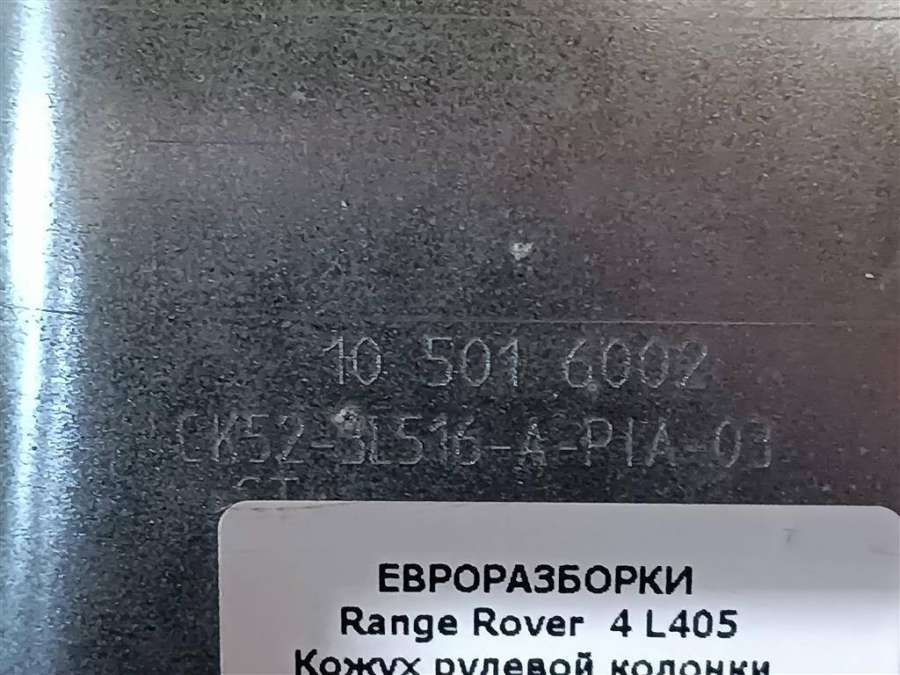 10 501 6002
CK52-3L516-A-PIA-03
ЕВРОРАЗБОРКИ
Range Rover 4 L405
Кожух рулевой колонки